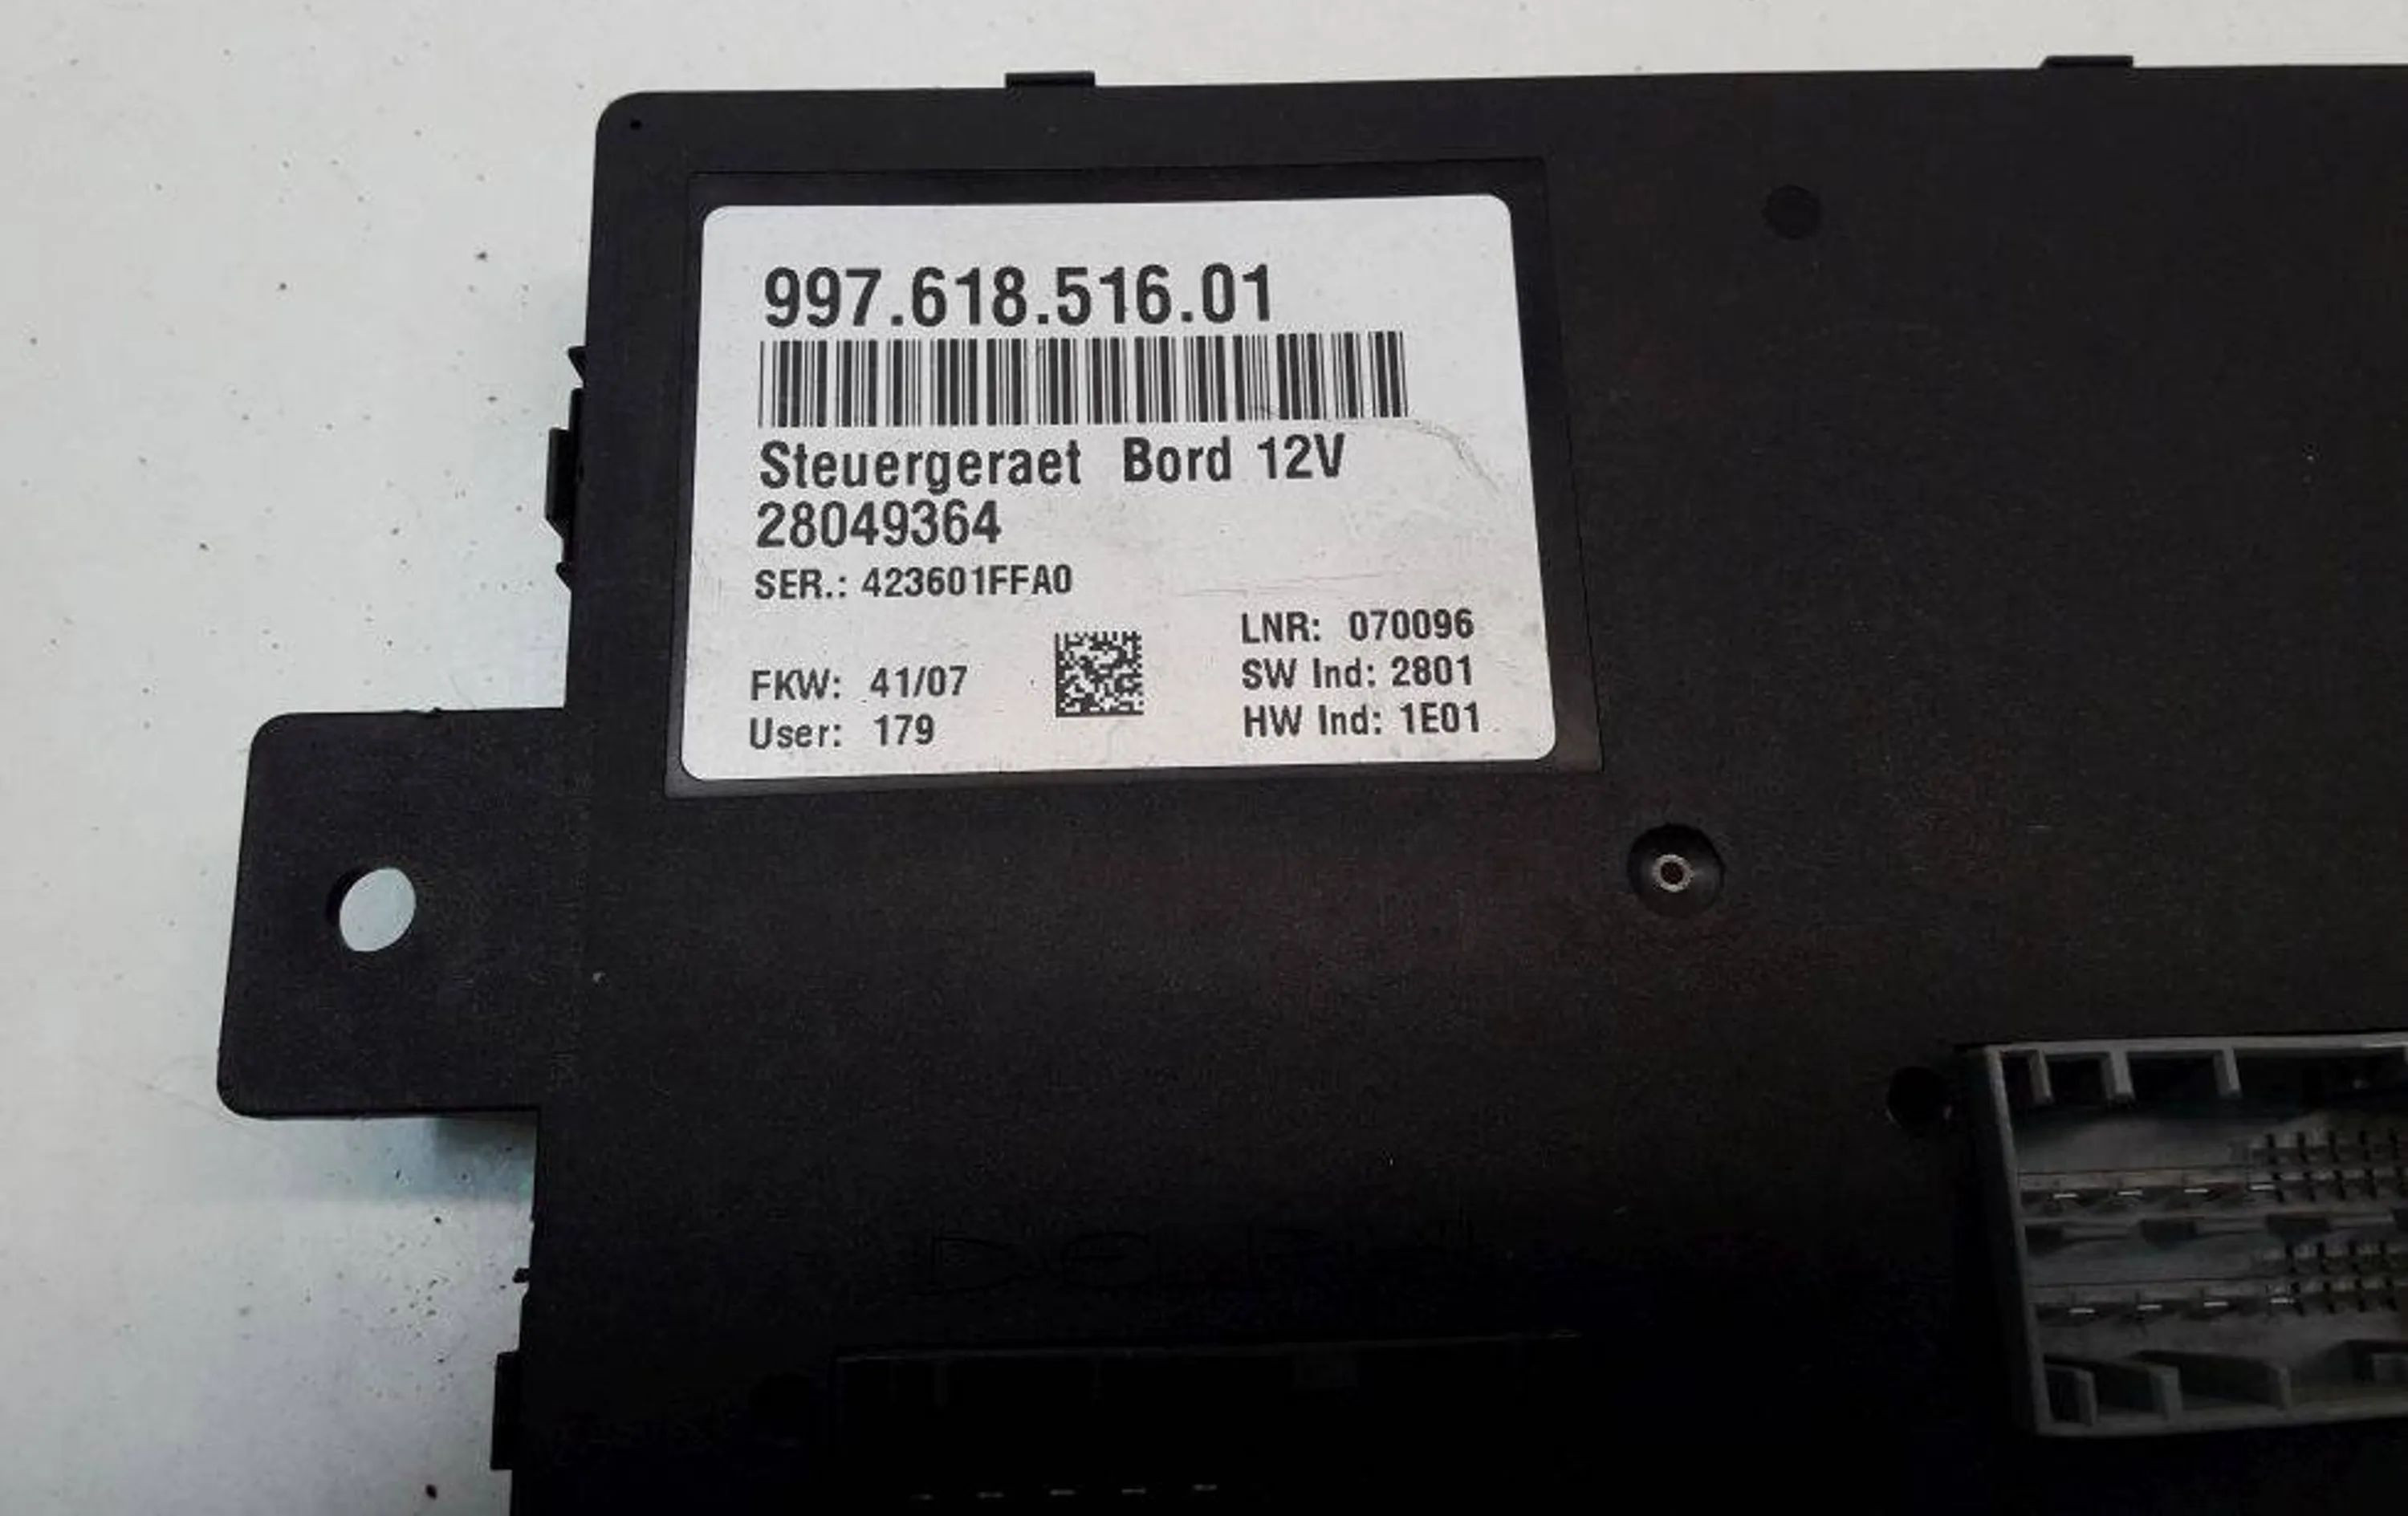 997.618.516.01
Steuergeraet Bord 12V
28049364
SER.: 423601FFA0
FKW: 41/07
User: 179
LNR: 070096
SW Ind: 2801
HW Ind: 1E01
DELPHI